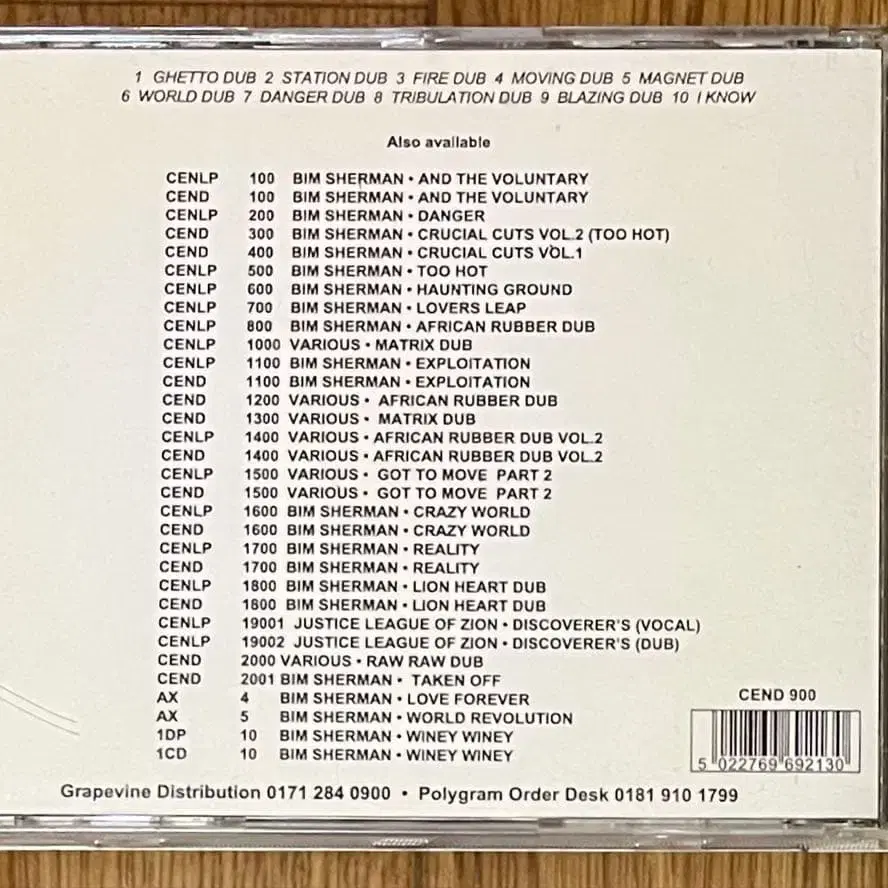 1 GHETTO DUB 2 STATION DUB 3 FIRE DUB 4 MOVING DUB 5 MAGNET DUB
6 WORLD DUB 7 DANGER DUB 8 TRIBULATION DUB 9 BLAZING DUB 10 I KNOW
Also available
CENLP 100 BIM SHERMAN • AND THE VOLUNTARY
CEND 100 BIM SHERMAN • AND THE VOLUNTARY
CENLP 200 BIM SHERMAN • DANGER
CEND 300 BIM SHERMAN • CRUCIAL CUTS VOL.2 (TOO HOT)
CEND 400 BIM SHERMAN • CRUCIAL CUTS VOL.1
CENLP 500 BIM SHERMAN • TOO HOT
CENLP 600 BIM SHERMAN • HAUNTING GROUND
CENLP 700 BIM SHERMAN • LOVERS LEAP
CENLP 800 BIM SHERMAN • AFRICAN RUBBER DUB
CENLP 1000 VARIOUS • MATRIX DUB
CENLP 1100 BIM SHERMAN • EXPLOITATION
CEND 1100 BIM SHERMAN • EXPLOITATION
CEND 1200 VARIOUS • AFRICAN RUBBER DUB
CEND 1300 VARIOUS • MATRIX DUB
CENLP 1400 VARIOUS • AFRICAN RUBBER DUB VOL.2
CEND 1400 VARIOUS • AFRICAN RUBBER DUB VOL.2
CENLP 1500 VARIOUS • GOT TO MOVE PART 2
CEND 1500 VARIOUS • GOT TO MOVE PART 2
CENLP 1600 BIM SHERMAN • CRAZY WORLD
CEND 1600 BIM SHERMAN • CRAZY WORLD
CENLP 1700 BIM SHERMAN • REALITY
CEND 1700 BIM SHERMAN • REALITY
CENLP 1800 BIM SHERMAN • LION HEART DUB
CEND 1800 BIM SHERMAN • LION HEART DUB
CENLP 19001 JUSTICE LEAGUE OF ZION • DISCOVERER'S (VOCAL)
CENLP 19002 JUSTICE LEAGUE OF ZION • DISCOVERER'S (DUB)
CEND 2000 VARIOUS • RAW RAW DUB
CEND 2001 BIM SHERMAN • TAKEN OFF
AX 4 BIM SHERMAN • LOVE FOREVER
AX 5 BIM SHERMAN • WORLD REVOLUTION
1DP 10 BIM SHERMAN • WINEY WINEY
1CD 10 BIM SHERMAN • WINEY WINEY
CEND 900
5 022769 692130
Grapevine Distribution 0171 284 0900 • Polygram Order Desk 0181 910 1799